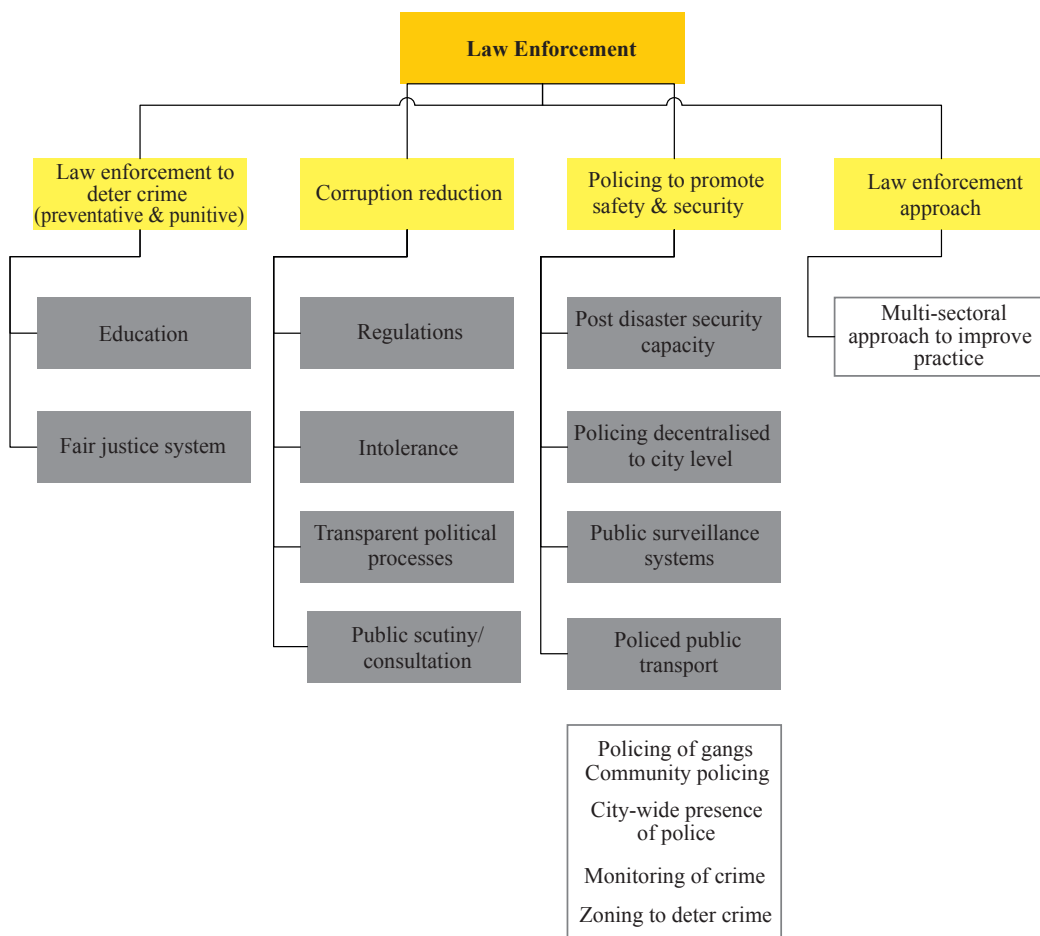 Law Enforcement
Law enforcement to
deter crime
(preventative & punitive)
Corruption reduction
Policing to promote
safety & security
Law enforcement
approach
Education
Fair justice system
Regulations
Intolerance
Transparent political
processes
Public scutiny/
consultation
Post disaster security
capacity
Policing decentralised
to city level
Public surveillance
systems
Policed public
transport
Policing of gangs
Community policing
City-wide presence
of police
Monitoring of crime
Zoning to deter crime
Multi-sectoral
approach to improve
practice